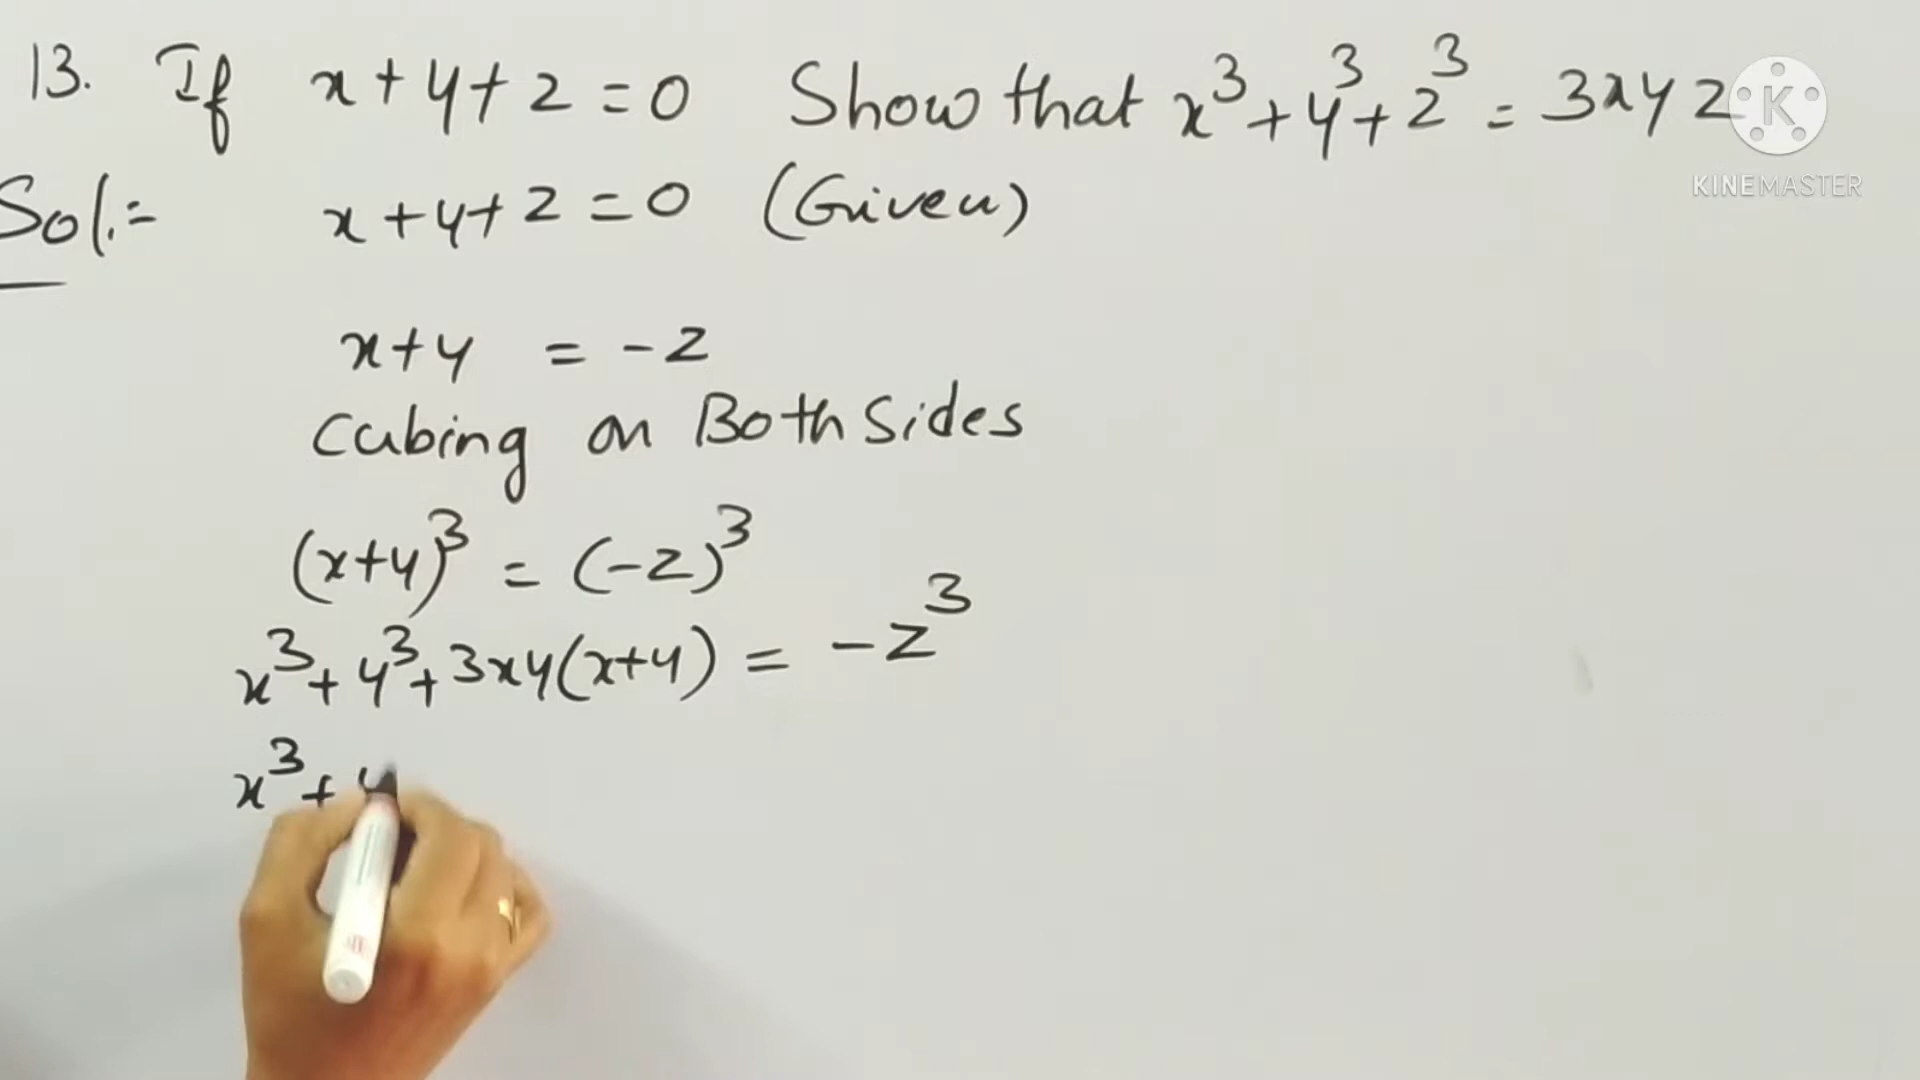 13. If x+y+z=0 Show that x³+y³+z³=3xyz
KINEMASTER
Sol:- x+y+z=0 (Given)
x+y = -z
Cubing on Both Sides
(x+y)³ = (-z)³
x³+y³+3xy(x+y) = -z³
x³+y